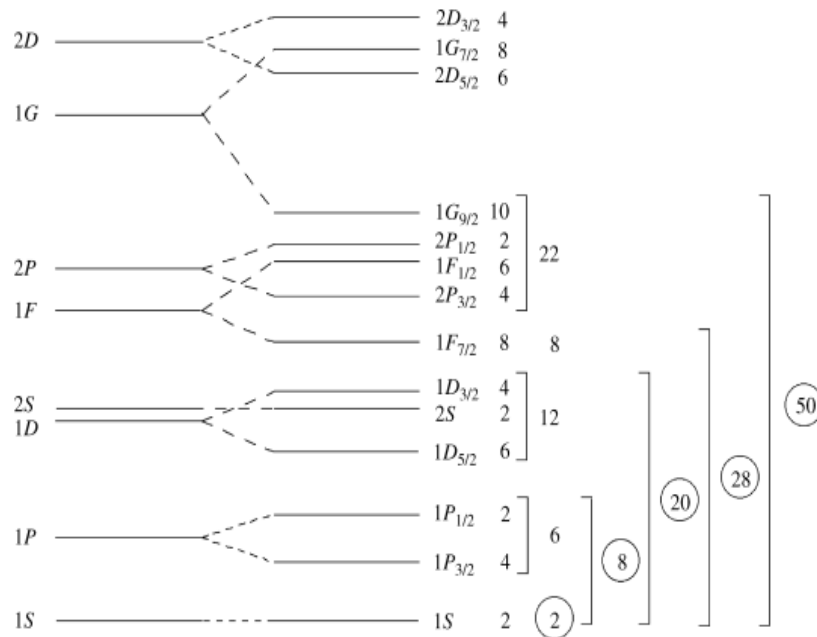 2D
2D3/2 4
1G7/2 8
2D5/2 6
1G
1G9/2 10
2P1/2 2
22
2P
1F1/2 6
2P3/2 4
1F
1F7/2 8 8
1D3/2 4
2S
2S 2
12
50
1D
1D5/2 6
28
20
1P1/2 2
6
1P
8
1P3/2 4
1S
1S 2 2